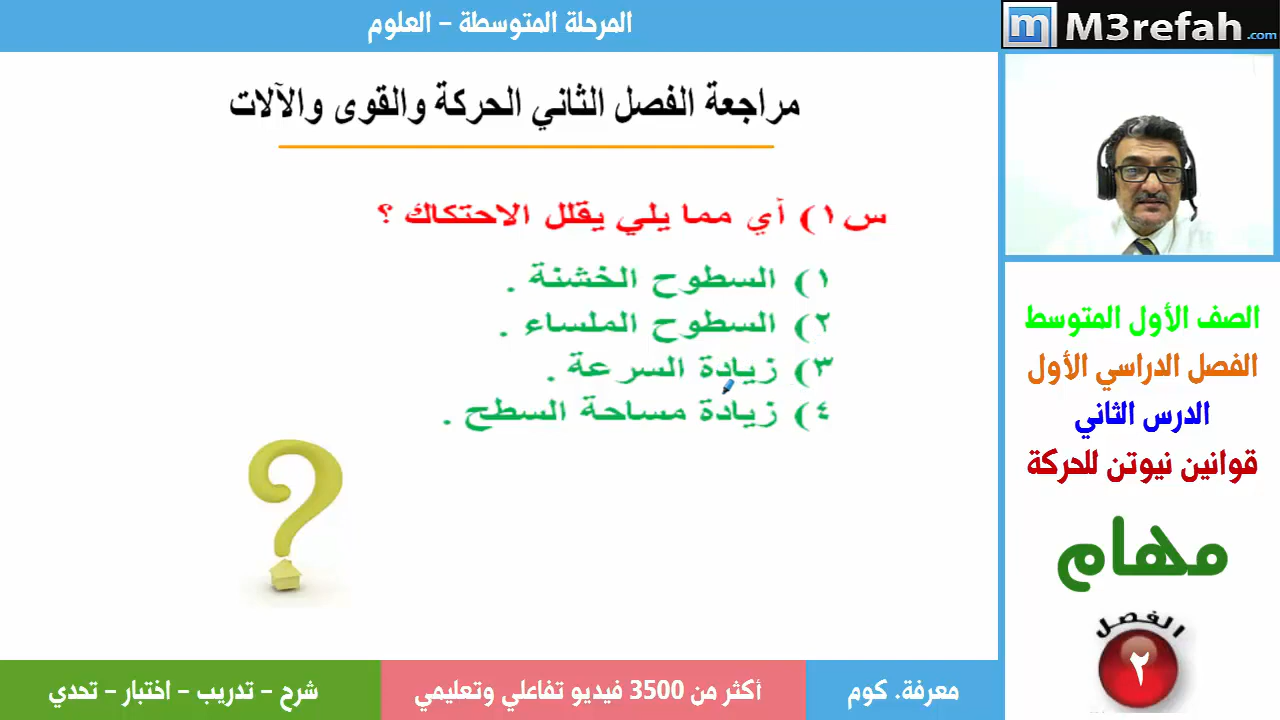 المرحلة المتوسطة - العلوم
M3refah.com
مراجعة الفصل الثاني الحركة والقوى والآلات
س١) أي مما يلي يقلل الاحتكاك ؟
١) السطوح الخشنة .
٢) السطوح الملساء .
٣) زيادة السرعة .
٤) زيادة مساحة السطح .
الصف الأول المتوسط
الفصل الدراسي الأول
الدرس الثاني
قوانين نيوتن للحركة
مهام
الفصل
٢
معرفة. كوم
أكثر من 3500 فيديو تفاعلي وتعليمي
شرح - تدريب - اختبار - تحدي